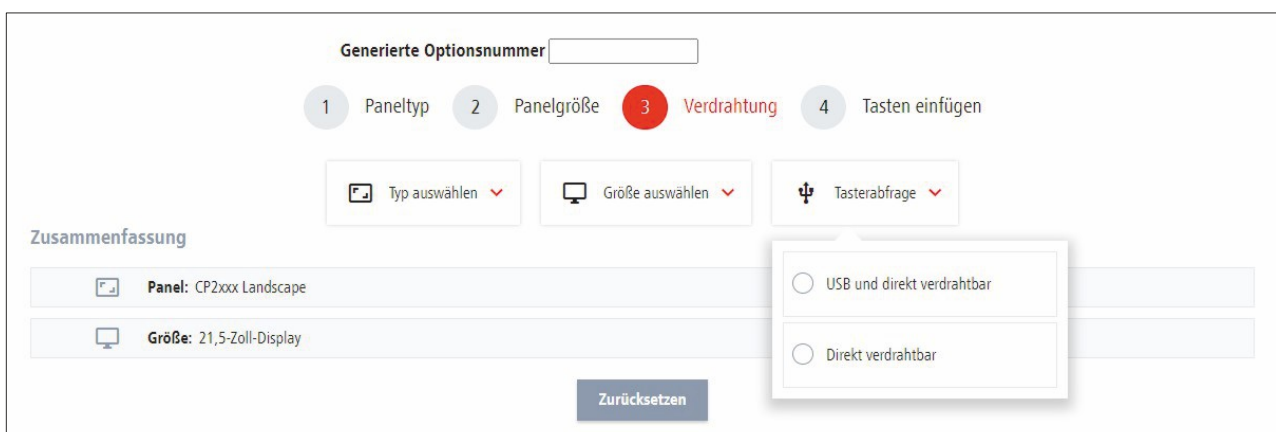 Generierte Optionsnummer
1 Paneltyp 2 Panelgröße 3 Verdrahtung 4 Tasten einfügen
Typ auswählen Größe auswählen Tasterabfrage
Zusammenfassung
Panel: CP2xxx Landscape
USB und direkt verdrahtbar
Größe: 21,5-Zoll-Display
Direkt verdrahtbar
Zurücksetzen